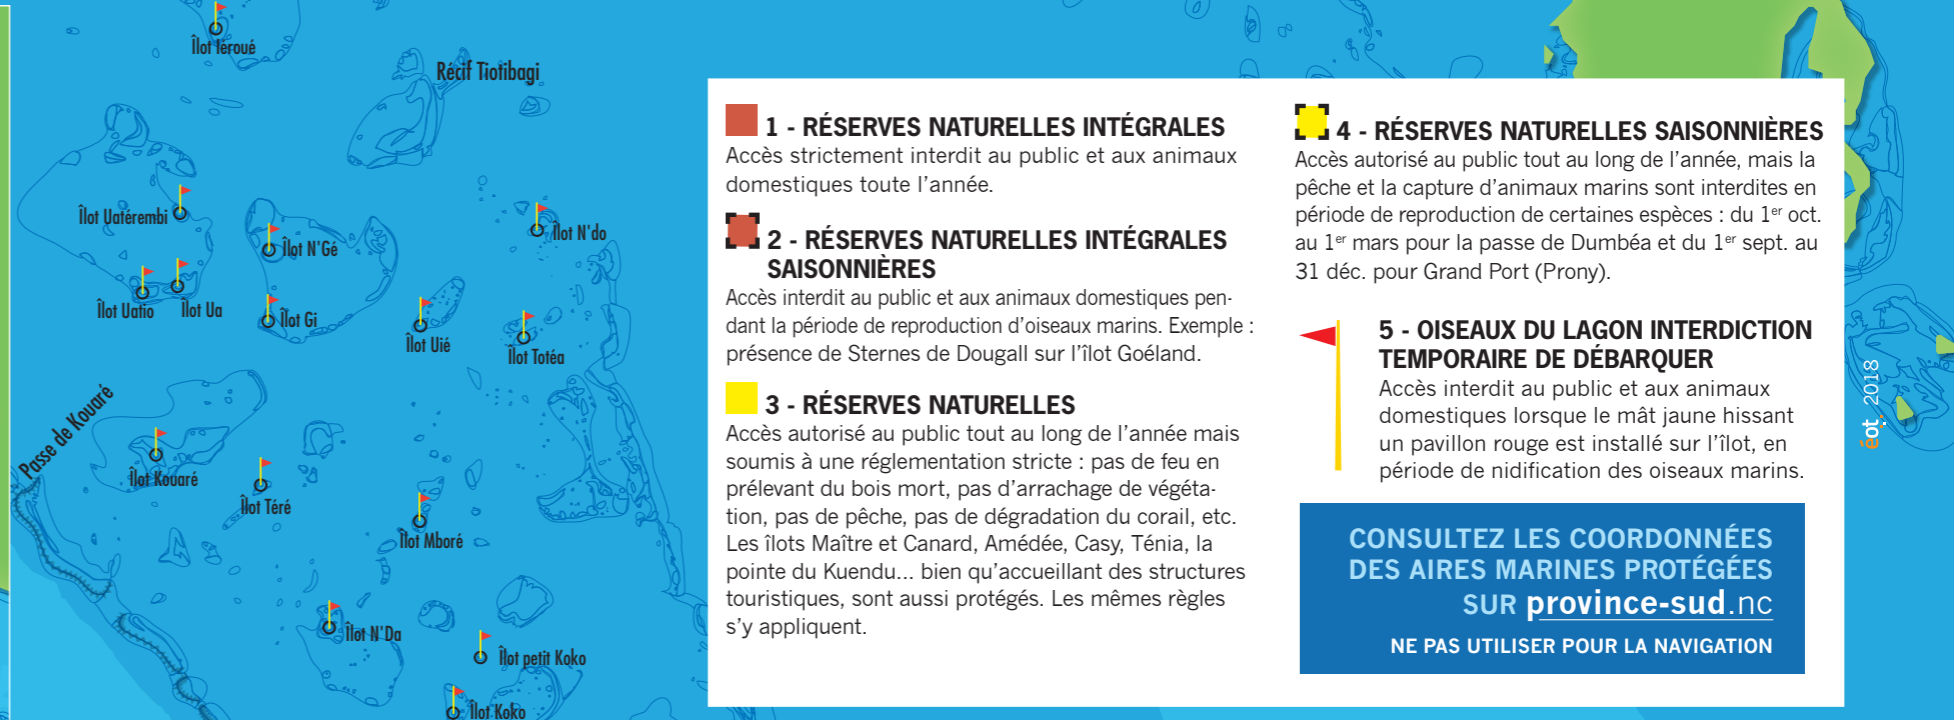 Îlot Iéroué
Récif Tiotibagi
Îlot Uatérembi
Îlot N'Gé
Îlot N'do
Îlot Uatio
Îlot Ua
Îlot Gi
Îlot Uié
Îlot Totéa
Passe de Kouaré
Îlot Kouaré
Îlot Téré
Îlot Mboré
Îlot N'Da
Îlot petit Koko
Îlot Koko
1 - RÉSERVES NATURELLES INTÉGRALES
Accès strictement interdit au public et aux animaux
domestiques toute l'année.
2 - RÉSERVES NATURELLES INTÉGRALES
SAISONNIÈRES
Accès interdit au public et aux animaux domestiques pen-
dant la période de reproduction d'oiseaux marins. Exemple :
présence de Sternes de Dougall sur l'îlot Goéland.
3 - RÉSERVES NATURELLES
Accès autorisé au public tout au long de l'année mais
soumis à une réglementation stricte : pas de feu en
prélevant du bois mort, pas d'arrachage de végéta-
tion, pas de pêche, pas de dégradation du corail, etc.
Les îlots Maître et Canard, Amédée, Casy, Ténia, la
pointe du Kuendu... bien qu'accueillant des structures
touristiques, sont aussi protégés. Les mêmes règles
s'y appliquent.
4 - RÉSERVES NATURELLES SAISONNIÈRES
Accès autorisé au public tout au long de l'année, mais la
pêche et la capture d'animaux marins sont interdites en
période de reproduction de certaines espèces : du 1er oct.
au 1er mars pour la passe de Dumbéa et du 1er sept. au
31 déc. pour Grand Port (Prony).
5 - OISEAUX DU LAGON INTERDICTION
TEMPORAIRE DE DÉBARQUER
Accès interdit au public et aux animaux
domestiques lorsque le mât jaune hissant
un pavillon rouge est installé sur l'îlot, en
période de nidification des oiseaux marins.
CONSULTEZ LES COORDONNÉES
DES AIRES MARINES PROTÉGÉES
SUR province-sud.nc
NE PAS UTILISER POUR LA NAVIGATION
éot. 2018